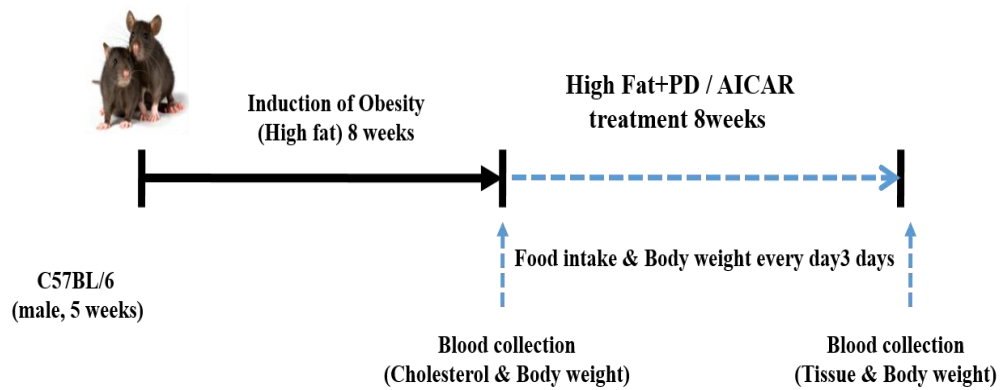 Induction of Obesity
(High fat) 8 weeks
High Fat+PD / AICAR
treatment 8weeks
Food intake & Body weight every day3 days
C57BL/6
(male, 5 weeks)
Blood collection
(Cholesterol & Body weight)
Blood collection
(Tissue & Body weight)